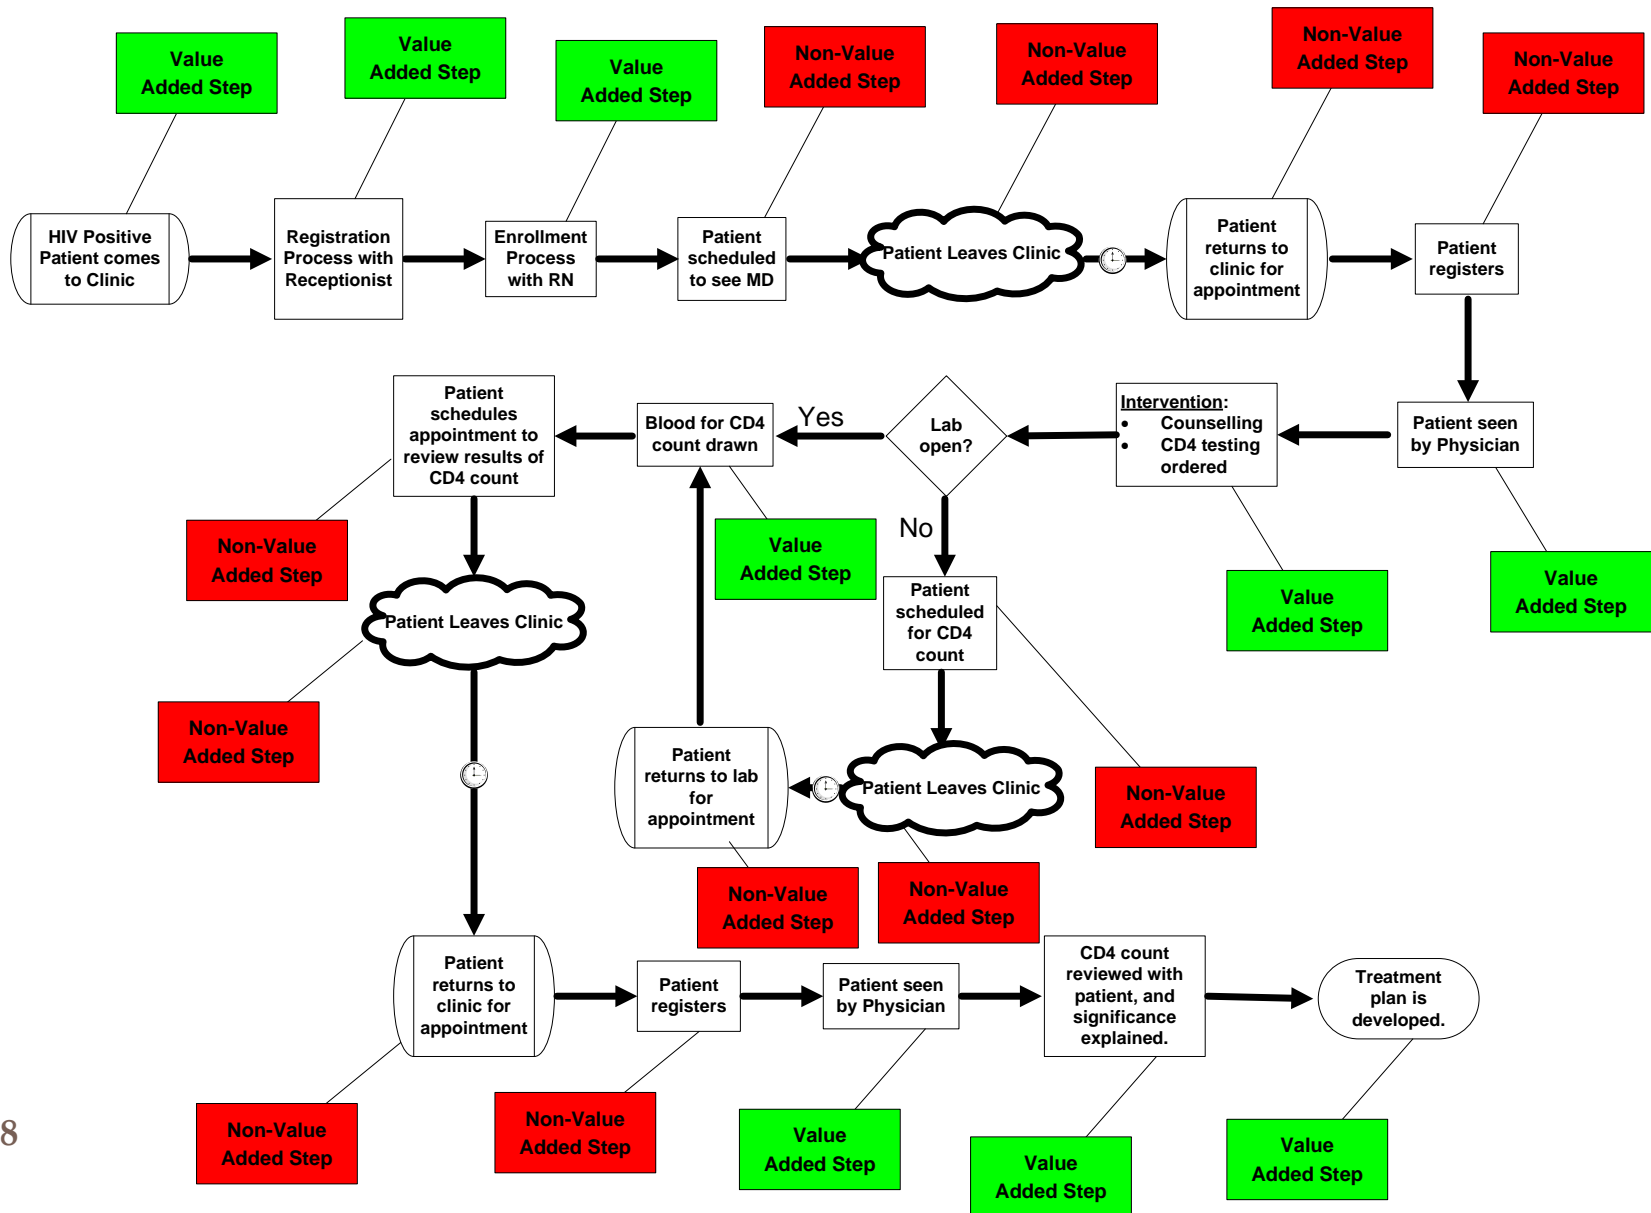 Value
Added Step
Value
Added Step
Value
Added Step
Non-Value
Added Step
Non-Value
Added Step
Non-Value
Added Step
Non-Value
Added Step
HIV Positive
Patient comes
to Clinic
Registration
Process with
Receptionist
Enrollment
Process
with RN
Patient
scheduled
to see MD
Patient Leaves Clinic
Patient
returns to
clinic for
appointment
Patient
registers
Patient
schedules
appointment to
review results of
CD4 count
Blood for CD4
count drawn
Yes
Lab
open?
Intervention:
• Counselling
• CD4 testing
ordered
Patient seen
by Physician
Non-Value
Added Step
Value
Added Step
No
Value
Added Step
Value
Added Step
Patient Leaves Clinic
Patient
scheduled
for CD4
count
Non-Value
Added Step
Patient
returns to lab
for
appointment
Patient Leaves Clinic
Non-Value
Added Step
Non-Value
Added Step
Non-Value
Added Step
Patient
returns to
clinic for
appointment
Patient
registers
Patient seen
by Physician
CD4 count
reviewed with
patient, and
significance
explained.
Treatment
plan is
developed.
8
Non-Value
Added Step
Non-Value
Added Step
Value
Added Step
Value
Added Step
Value
Added Step